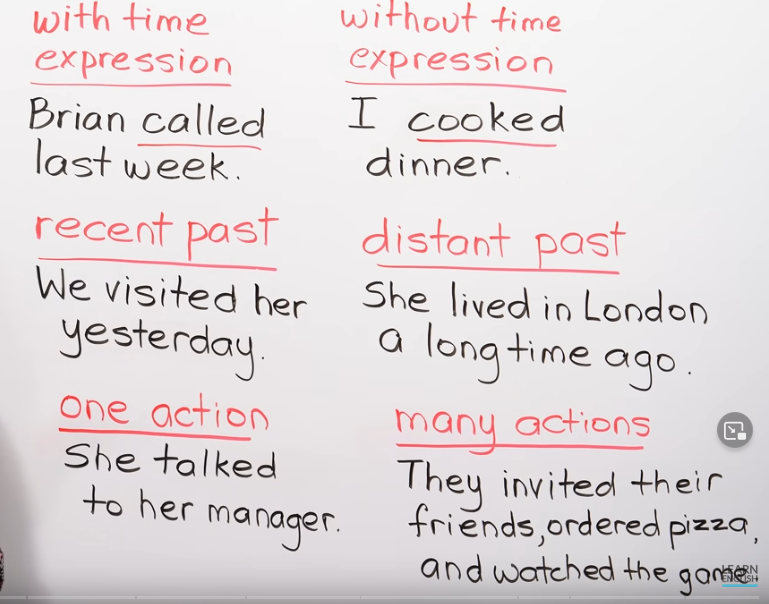 with time
expression
Brian called
last week.
without time
expression
I cooked
dinner.
recent past
We visited her
yesterday.
distant past
She lived in London
a long time ago.
one action
She talked
to her manager.
many actions
They invited their
friends, ordered pizza,
and watched the game.
LEARN
ENGLISH